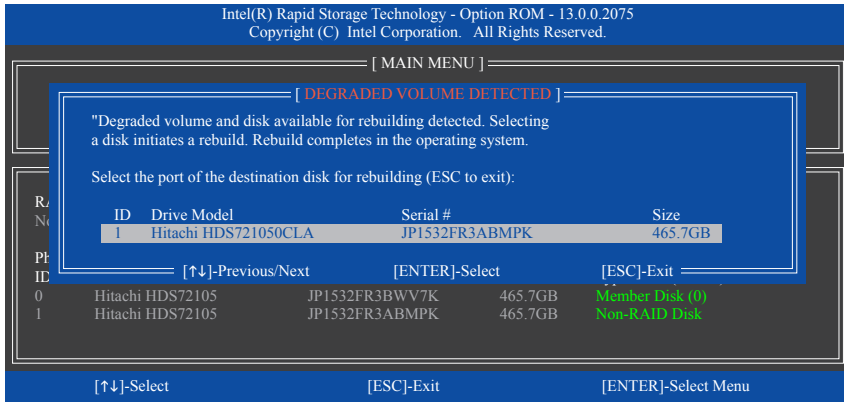 Intel(R) Rapid Storage Technology - Option ROM - 13.0.0.2075
Copyright (C) Intel Corporation. All Rights Reserved.
[ MAIN MENU ]
[ DEGRADED VOLUME DETECTED ]
"Degraded volume and disk available for rebuilding detected. Selecting
a disk initiates a rebuild. Rebuild completes in the operating system.
Select the port of the destination disk for rebuilding (ESC to exit):
ID Drive Model Serial # Size
1 Hitachi HDS721050CLA JP1532FR3ABMPK 465.7GB
[↑↓]-Previous/Next [ENTER]-Select [ESC]-Exit
ID
0 Hitachi HDS72105 JP1532FR3BWV7K 465.7GB Member Disk (0)
1 Hitachi HDS72105 JP1532FR3ABMPK 465.7GB Non-RAID Disk
[↑↓]-Select [ESC]-Exit [ENTER]-Select Menu